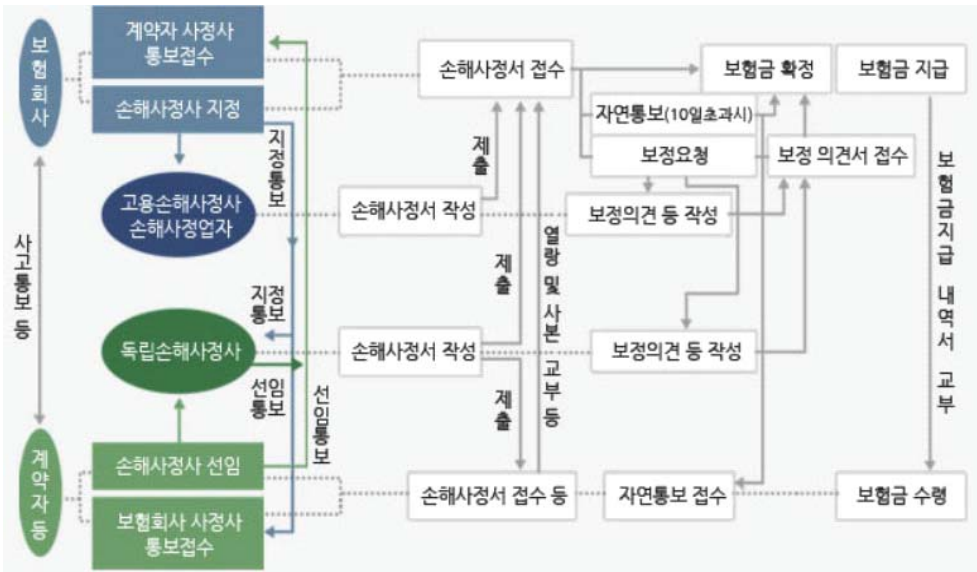 보험회사
계약자 사정사
통보접수
손해사정사 지정
고용손해사정사
손해사정업자
사고통보 등
독립손해사정사
계약자 등
손해사정사 선임
보험회사 사정사
통보접수
지정통보
지정
통보
선임
통보
선임통보
손해사정서 접수
제출
손해사정서 작성
제출
열랑 및 사본 교부 등
손해사정서 작성
제출
손해사정서 접수 등
보험금 확정
보험금 지급
자연통보(10일초과시)
보정요청
보정 의견서 접수
보정의견 등 작성
보정의견 등 작성
자연통보 접수
보험금지급 내역서 교부
보험금 수령